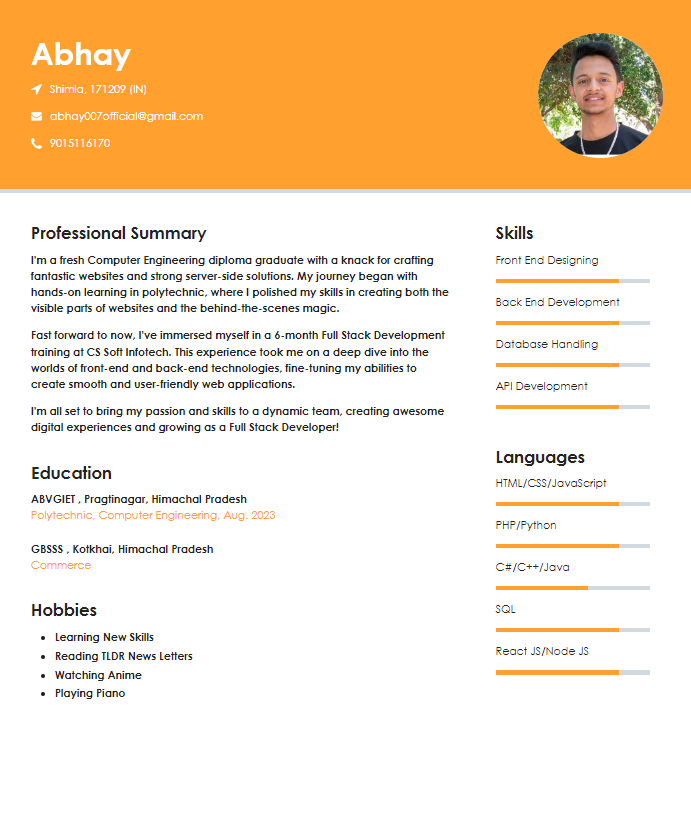 Abhay
Shimla, 171209 (IN)
abhay007official@gmail.com
9015116170
Professional Summary
I'm a fresh Computer Engineering diploma graduate with a knack for crafting
fantastic websites and strong server-side solutions. My journey began with
hands-on learning in polytechnic, where I polished my skills in creating both the
visible parts of websites and the behind-the-scenes magic.
Fast forward to now, I've immersed myself in a 6-month Full Stack Development
training at CS Soft Infotech. This experience took me on a deep dive into the
worlds of front-end and back-end technologies, fine-tuning my abilities to
create smooth and user-friendly web applications.
I'm all set to bring my passion and skills to a dynamic team, creating awesome
digital experiences and growing as a Full Stack Developer!
Education
ABVGIET , Pragtinagar, Himachal Pradesh
Polytechnic, Computer Engineering, Aug. 2023
GBSSS , Kotkhai, Himachal Pradesh
Commerce
Hobbies
• Learning New Skills
• Reading TLDR News Letters
• Watching Anime
• Playing Piano
Skills
Front End Designing
Back End Development
Database Handling
API Development
Languages
HTML/CSS/JavaScript
PHP/Python
C#/C++/Java
SQL
React JS/Node JS